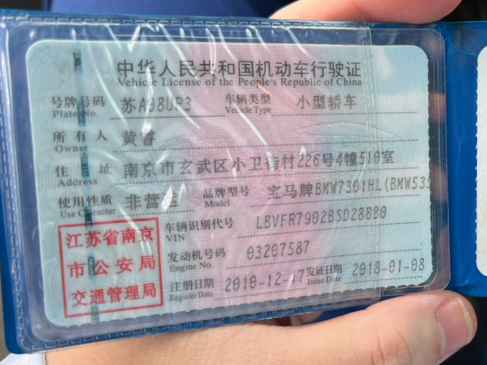 中华人民共和国机动车行驶证
Vehicle License of the People's Republic of China
号牌号码 苏A98UP3 车辆类型 小型轿车
Plate No. Vehicle Type
所有人 黄睿
Owner
住址 南京市玄武区小卫街村226号4幢510室
Address
使用性质 非营运 品牌型号 宝马牌BMW7301HL(BMW535
Use Character Model
江苏省南京 车辆识别代号 LBVFR7902BSD28880
VIN
市公安局 发动机号码 03207587
Engine No.
交通管理局 注册日期 2010-12-17 发证日期 2018-01-08
Register Date Issue Date